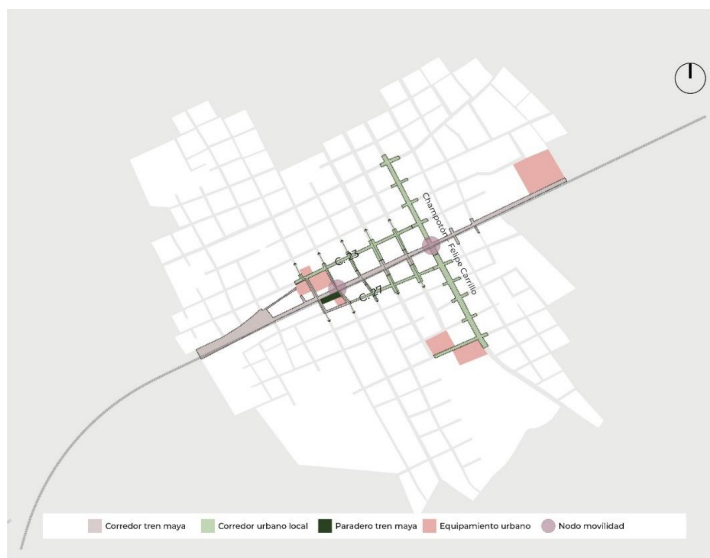 Champotón
Felipe Carrillo
C. 23
C. 27
Corredor tren maya
Corredor urbano local
Paradero tren maya
Equipamiento urbano
Nodo movilidad